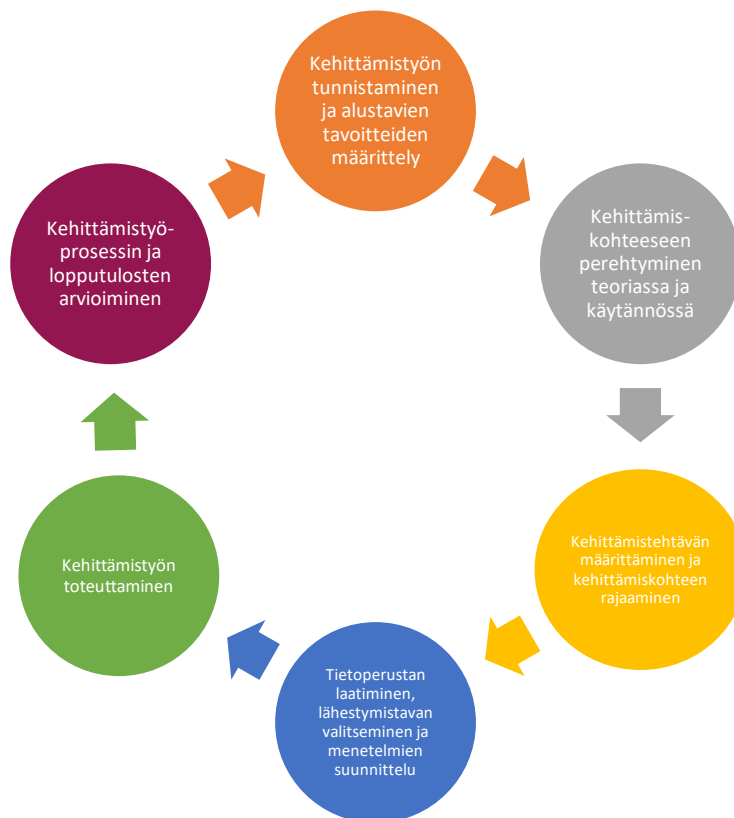 Kehittämistyön
tunnistaminen
ja alustavien
tavoitteiden
määrittely
Kehittämis-
kohteeseen
perehtyminen
teoriassa ja
käytännössä
Kehittämistehtävän
määrittäminen ja
kehittämiskohteen
rajaaminen
Tietoperustan
laatiminen,
lähestymistavan
valitseminen ja
menetelmien
suunnittelu
Kehittämistyön
toteuttaminen
Kehittämistyö-
prosessin ja
lopputulosten
arvioiminen